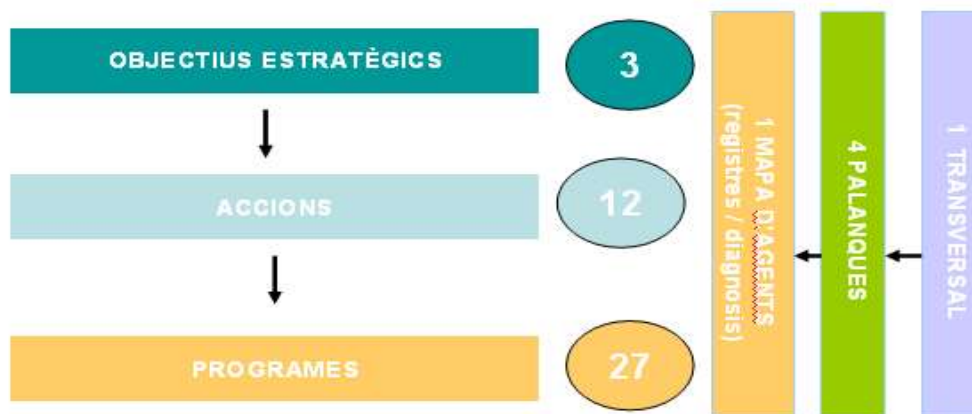 OBJECTIUS ESTRATÈGICS
3
ACCIONS
12
PROGRAMES
27
1 MAPA D'AGENTS
(registres / diagnosis)
4 PALANQUES
1 TRANSVERSAL